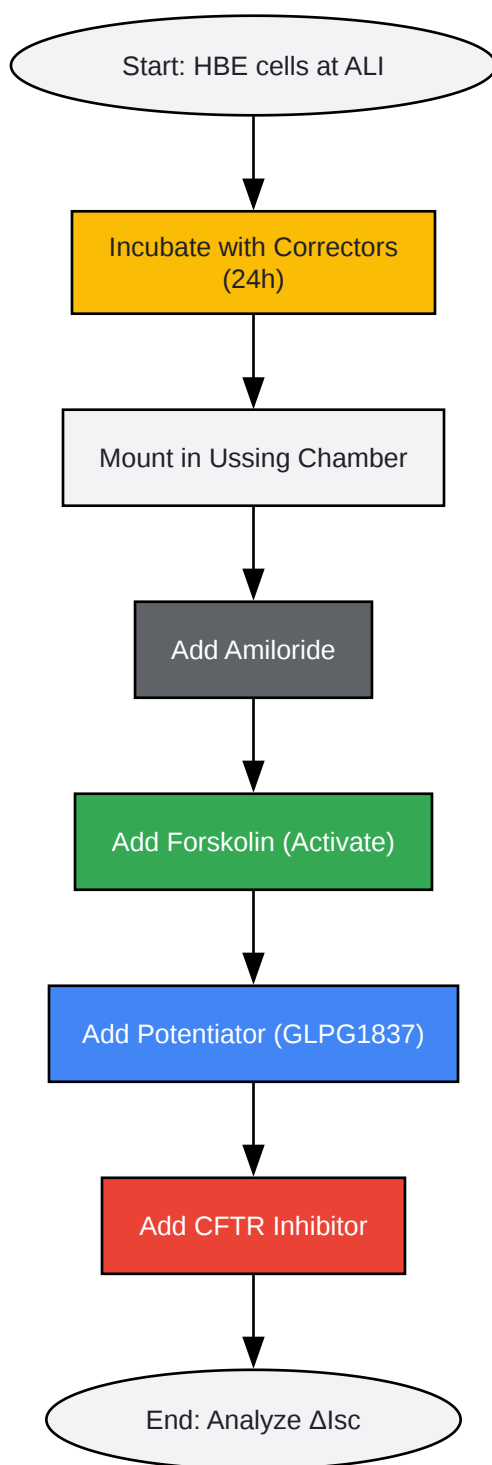 Start: HBE cells at ALI
Incubate with Correctors
(24h)
Mount in Ussing Chamber
Add Amiloride
Add Forskolin (Activate)
Add Potentiator (GLPG1837)
Add CFTR Inhibitor
End: Analyze ΔIsc